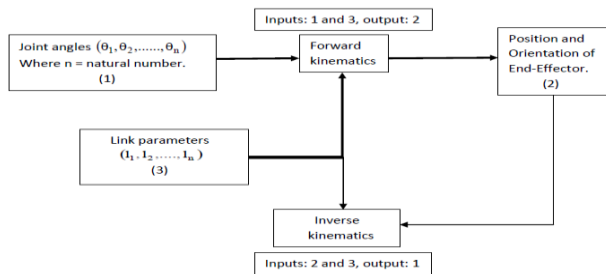 Inputs: 1 and 3, output: 2
Joint angles (θ₁,θ₂,......,θₙ)
Where n = natural number.
(1)
Forward
kinematics
Position and
Orientation of
End-Effector.
(2)
Link parameters
(l₁, l₂,....., lₙ)
(3)
Inverse
kinematics
Inputs: 2 and 3, output: 1